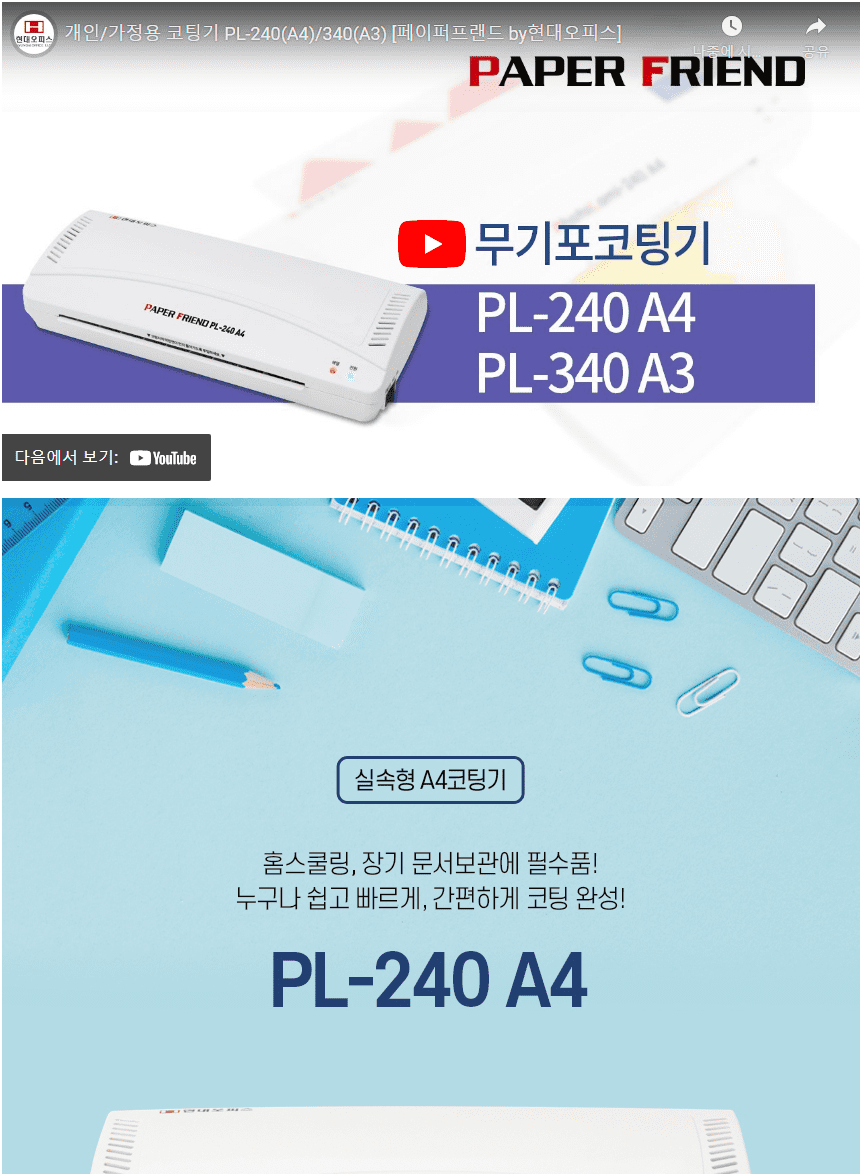 현대오피스
개인/가정용 코팅기 PL-240(A4)/340(A3) [페이퍼프랜드 by현대오피스]
나중에 시...
공유
PAPER FRIEND
무기포코팅기
PL-240 A4
PL-340 A3
PAPER FRIEND PL-240 A4
다음에서 보기: YouTube
실속형 A4코팅기
홈스쿨링, 장기 문서보관에 필수품!
누구나 쉽고 빠르게, 간편하게 코팅 완성!
PL-240 A4